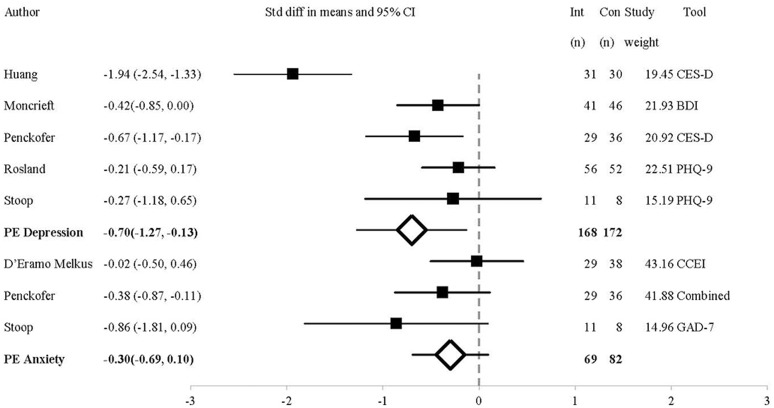 Author Std diff in means and 95% CI Int Con Study Tool
(n) (n) weight
Huang -1.94 (-2.54, -1.33) 31 30 19.45 CES-D
Moncrieft -0.42(-0.85, 0.00) 41 46 21.93 BDI
Penckofer -0.67 (-1.17, -0.17) 29 36 20.92 CES-D
Rosland -0.21 (-0.59, 0.17) 56 52 22.51 PHQ-9
Stoop -0.27 (-1.18, 0.65) 11 8 15.19 PHQ-9
PE Depression -0.70(-1.27, -0.13) 168 172
D'Eramo Melkus -0.02 (-0.50, 0.46) 29 38 43.16 CCEI
Penckofer -0.38 (-0.87, -0.11) 29 36 41.88 Combined
Stoop -0.86 (-1.81, 0.09) 11 8 14.96 GAD-7
PE Anxiety -0.30(-0.69, 0.10) 69 82
-3 -2 -1 0 1 2 3